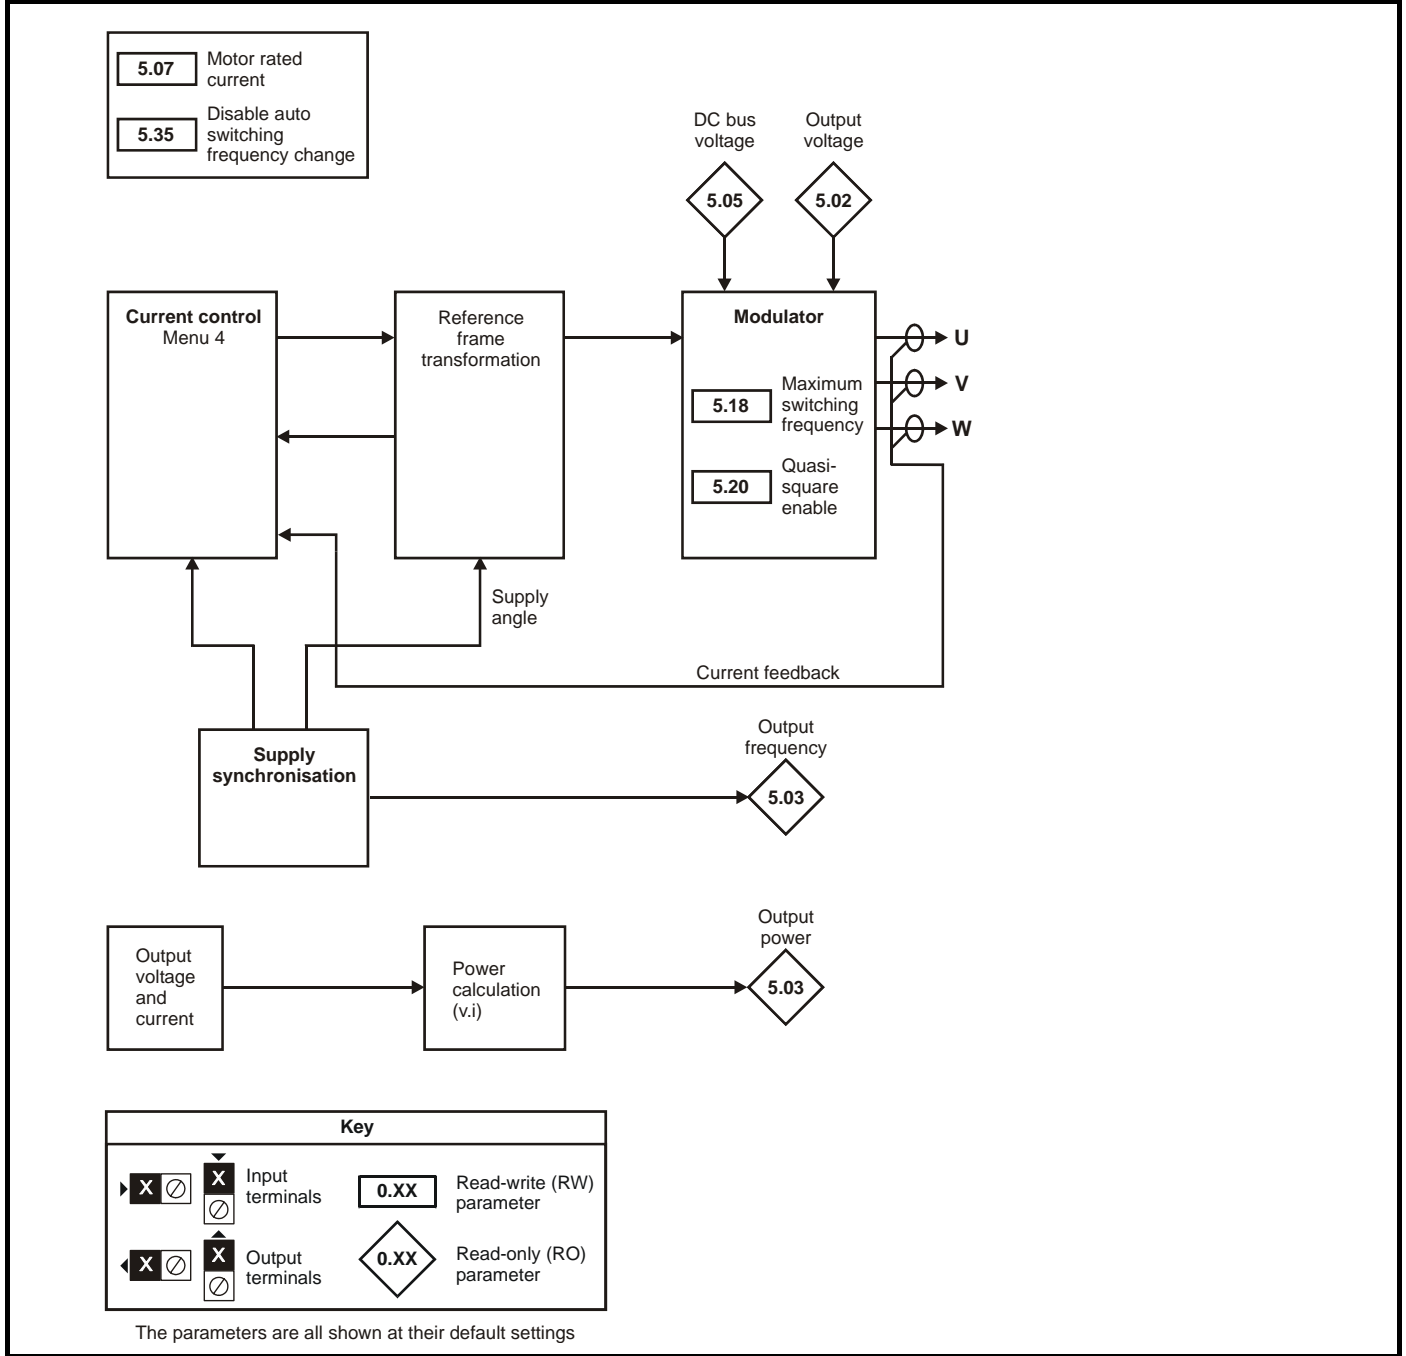 5.07
Motor rated
current
5.35
Disable auto
switching
frequency change
DC bus
voltage
Output
voltage
5.05
5.02
Current control
Menu 4
Reference
frame
transformation
Modulator
5.18
Maximum
switching
frequency
5.20
Quasi-
square
enable
U
V
W
Supply
angle
Current feedback
Supply
synchronisation
Output
frequency
5.03
Output
voltage
and
current
Power
calculation
(v.i)
Output
power
5.03
Key
X
X
Input
terminals
0.XX
Read-write (RW)
parameter
X
X
Output
terminals
0.XX
Read-only (RO)
parameter
The parameters are all shown at their default settings